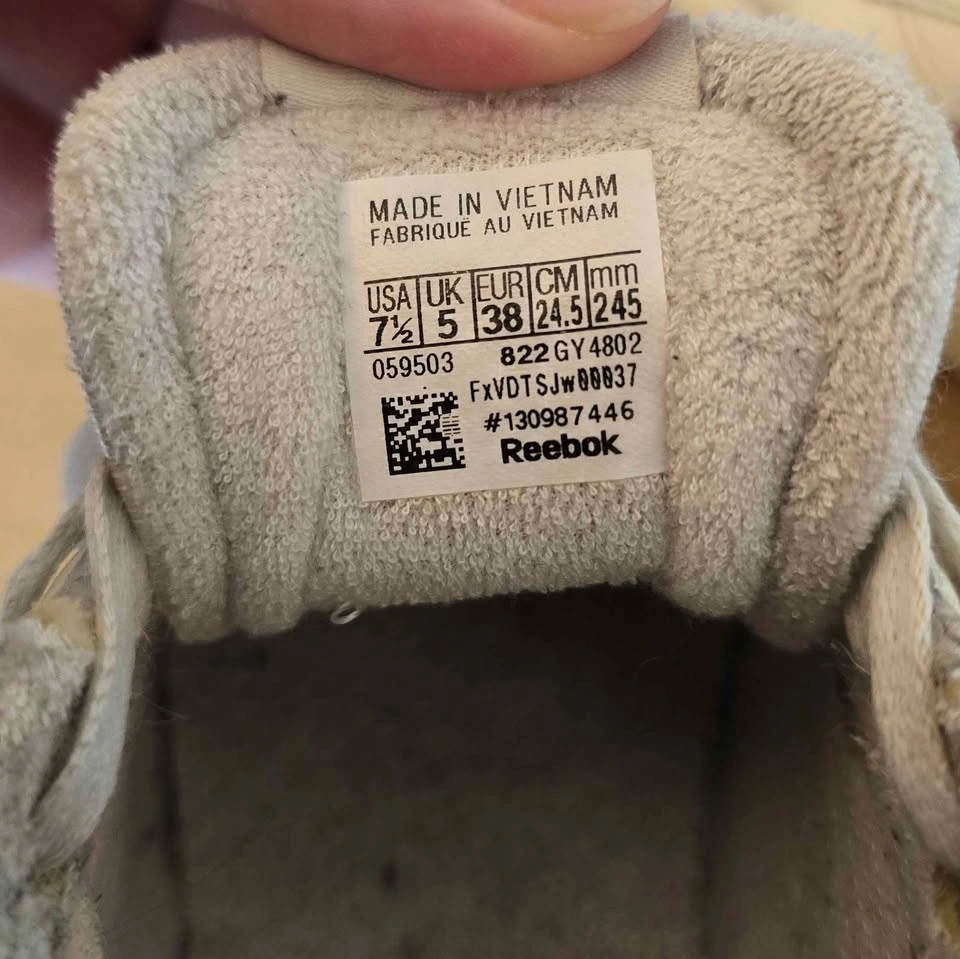 MADE IN VIETNAM
FABRIQUÉ AU VIETNAM
USA UK EUR CM mm
7½ 5 38 24.5 245
059503 822 GY4802
FxVDTSJw00037
#130987446
Reebok